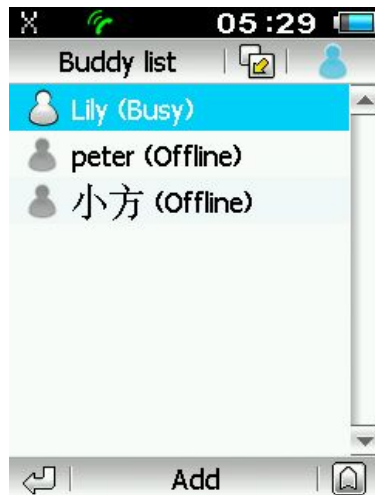 05:29
Buddy list
Lily (Busy)
peter (Offline)
小方 (Offline)
Add